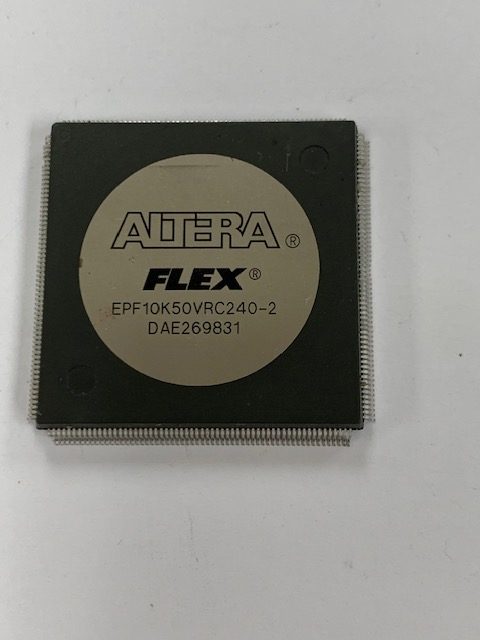 ALTERA ®
FLEX ®
EPF10K50VRC240-2
DAE269831